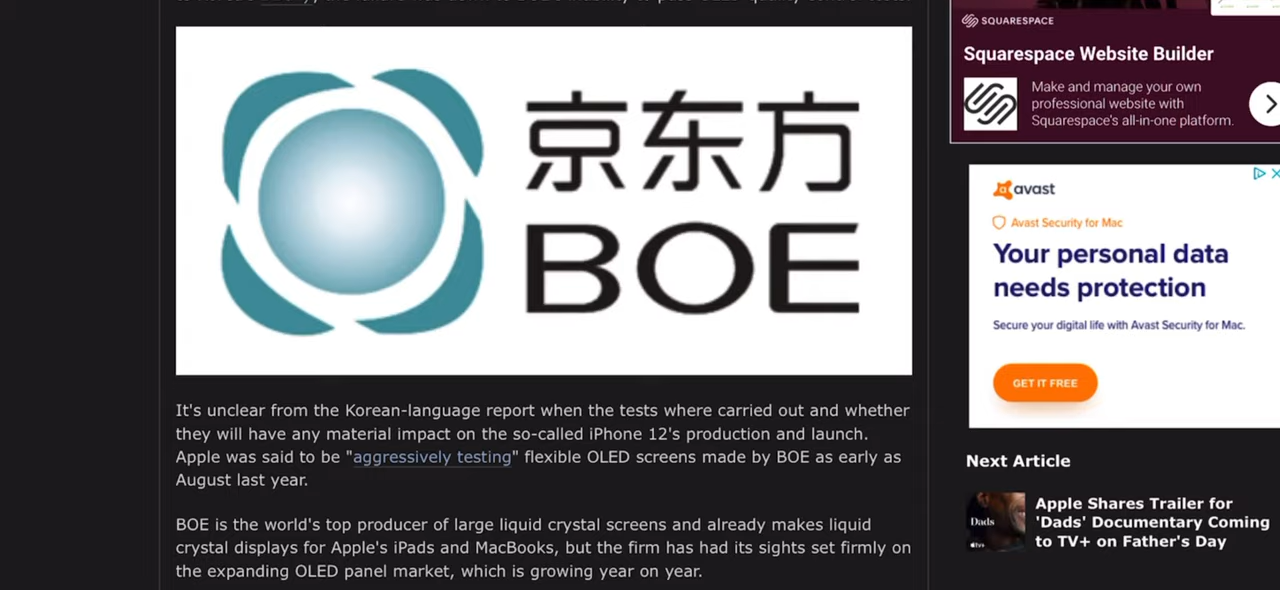 京东方
BOE
It's unclear from the Korean-language report when the tests where carried out and whether
they will have any material impact on the so-called iPhone 12's production and launch.
Apple was said to be "aggressively testing" flexible OLED screens made by BOE as early as
August last year.
BOE is the world's top producer of large liquid crystal screens and already makes liquid
crystal displays for Apple's iPads and MacBooks, but the firm has had its sights set firmly on
the expanding OLED panel market, which is growing year on year.
SQUARESPACE
Squarespace Website Builder
Make and manage your own
professional website with
Squarespace's all-in-one platform.
avast
Avast Security for Mac
Your personal data
needs protection
Secure your digital life with Avast Security for Mac.
GET IT FREE
Next Article
Dads
Apple Shares Trailer for
'Dads' Documentary Coming
to TV+ on Father's Day